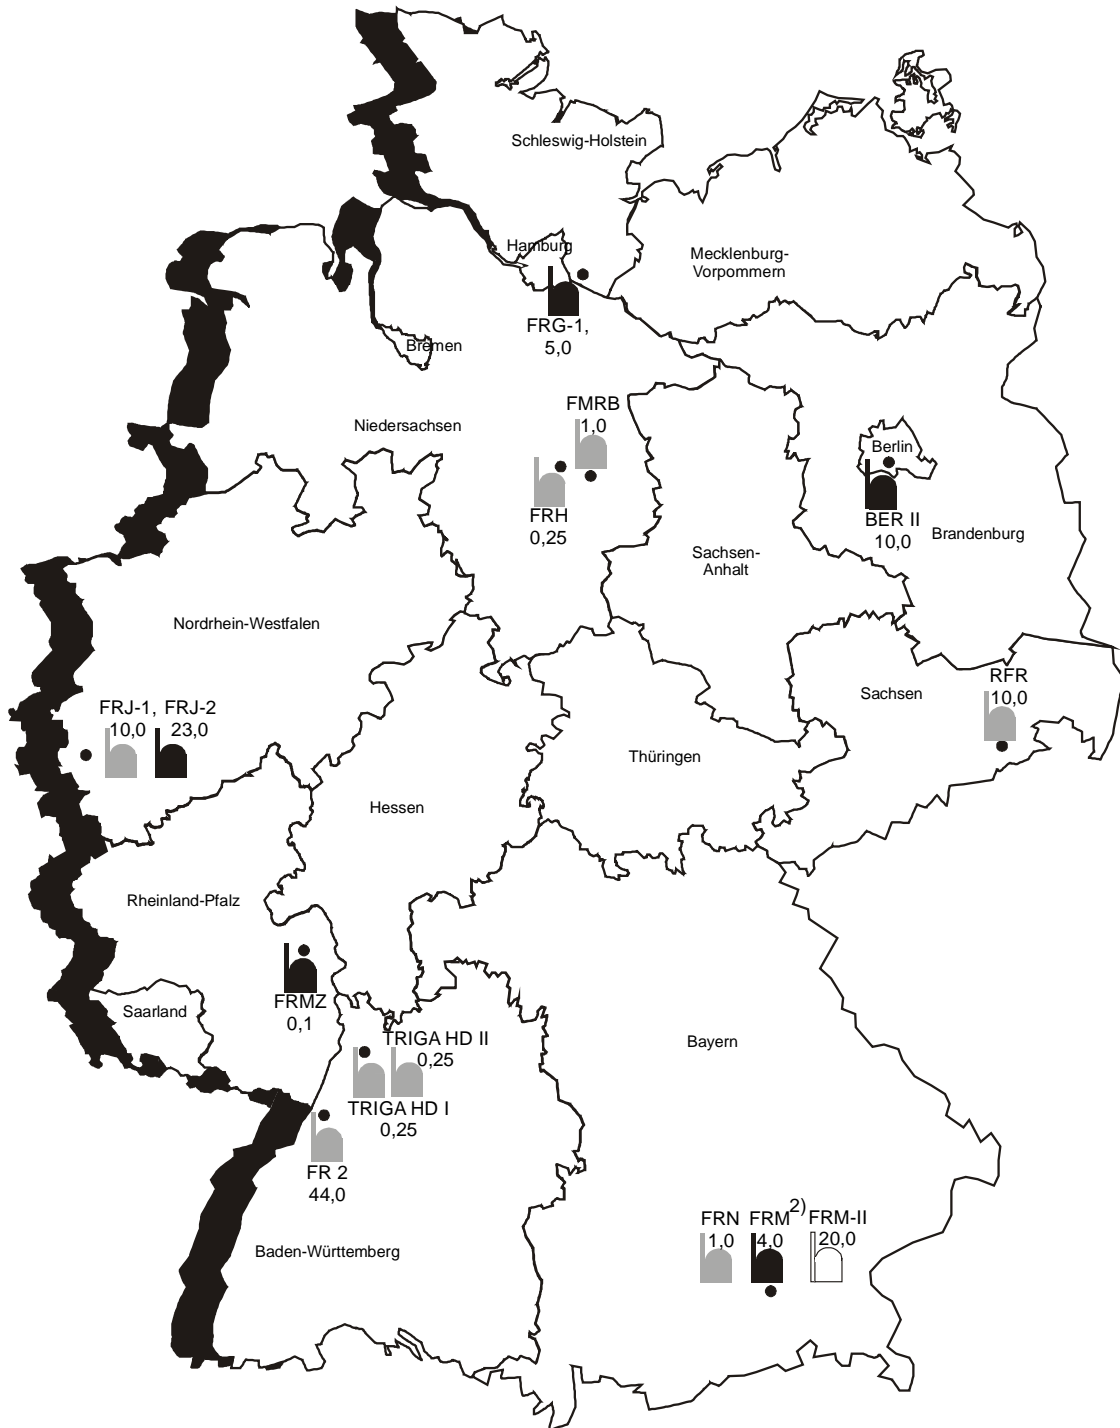 Schleswig-Holstein
Hamburg
Mecklenburg-
Vorpommern
FRG-1,
5,0
Bremen
Niedersachsen
FMRB
1,0
FRH
0,25
Berlin
BER II
10,0
Brandenburg
Sachsen-
Anhalt
Nordrhein-Westfalen
FRJ-1, FRJ-2
10,0 23,0
Sachsen
RFR
10,0
Thüringen
Hessen
Rheinland-Pfalz
FRMZ
0,1
Saarland
TRIGA HD II
0,25
TRIGA HD I
0,25
Bayern
FR 2
44,0
Baden-Württemberg
FRN FRM2) FRM-II
1,0 4,0 20,0